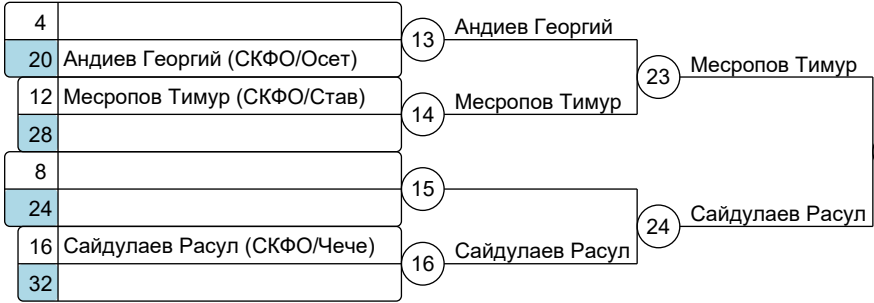 4
20 Андиев Георгий (СКФО/Осет)
12 Месропов Тимур (СКФО/Став)
28
8
24
16 Сайдулаев Расул (СКФО/Чече)
32
13 Андиев Георгий
14 Месропов Тимур
15
16 Сайдулаев Расул
23 Месропов Тимур
24 Сайдулаев Расул